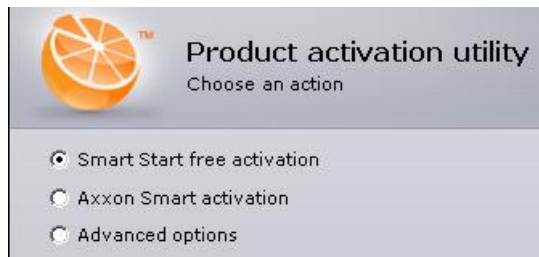 TM
Product activation utility
Choose an action
Smart Start free activation
Axxon Smart activation
Advanced options